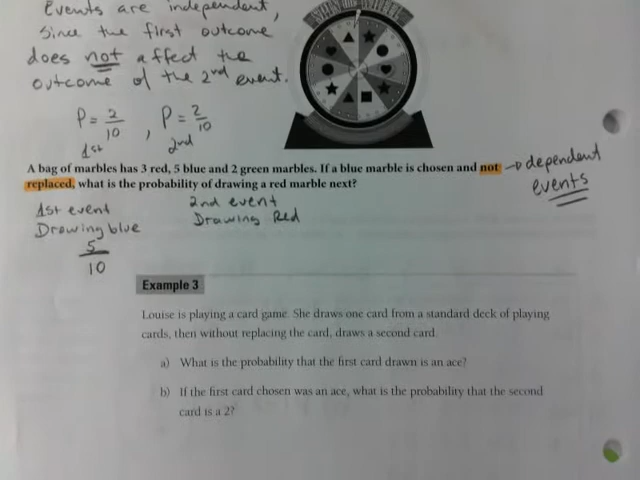 Events are independent,
Since the first outcome
does not affect the
outcome of the 2nd event.
P = 2/10 , P = 2/10
1st 2nd
A bag of marbles has 3 red, 5 blue and 2 green marbles. If a blue marble is chosen and not → dependent
replaced, what is the probability of drawing a red marble next? events
1st event 2nd event
Drawing blue Drawing Red
5
10
Example 3
Louise is playing a card game. She draws one card from a standard deck of playing
cards, then without replacing the card, draws a second card.
a) What is the probability that the first card drawn is an ace?
b) If the first card chosen was an ace, what is the probability that the second
card is a 2?